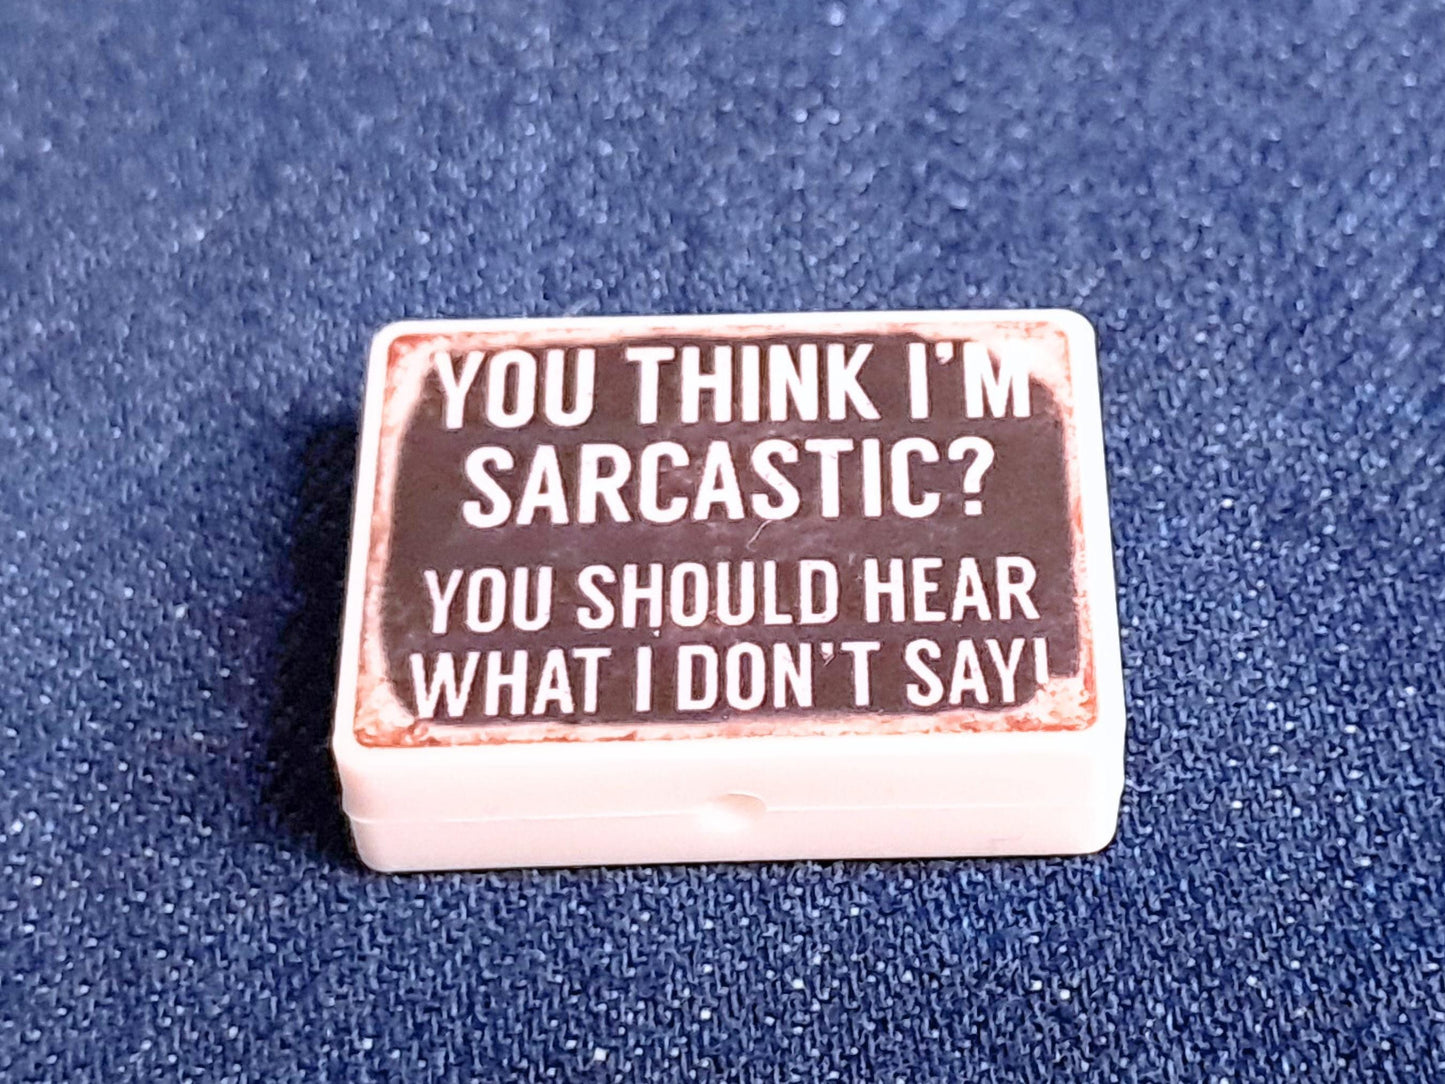 YOU THINK I'M
SARCASTIC?
YOU SHOULD HEAR
WHAT I DON'T SAY!